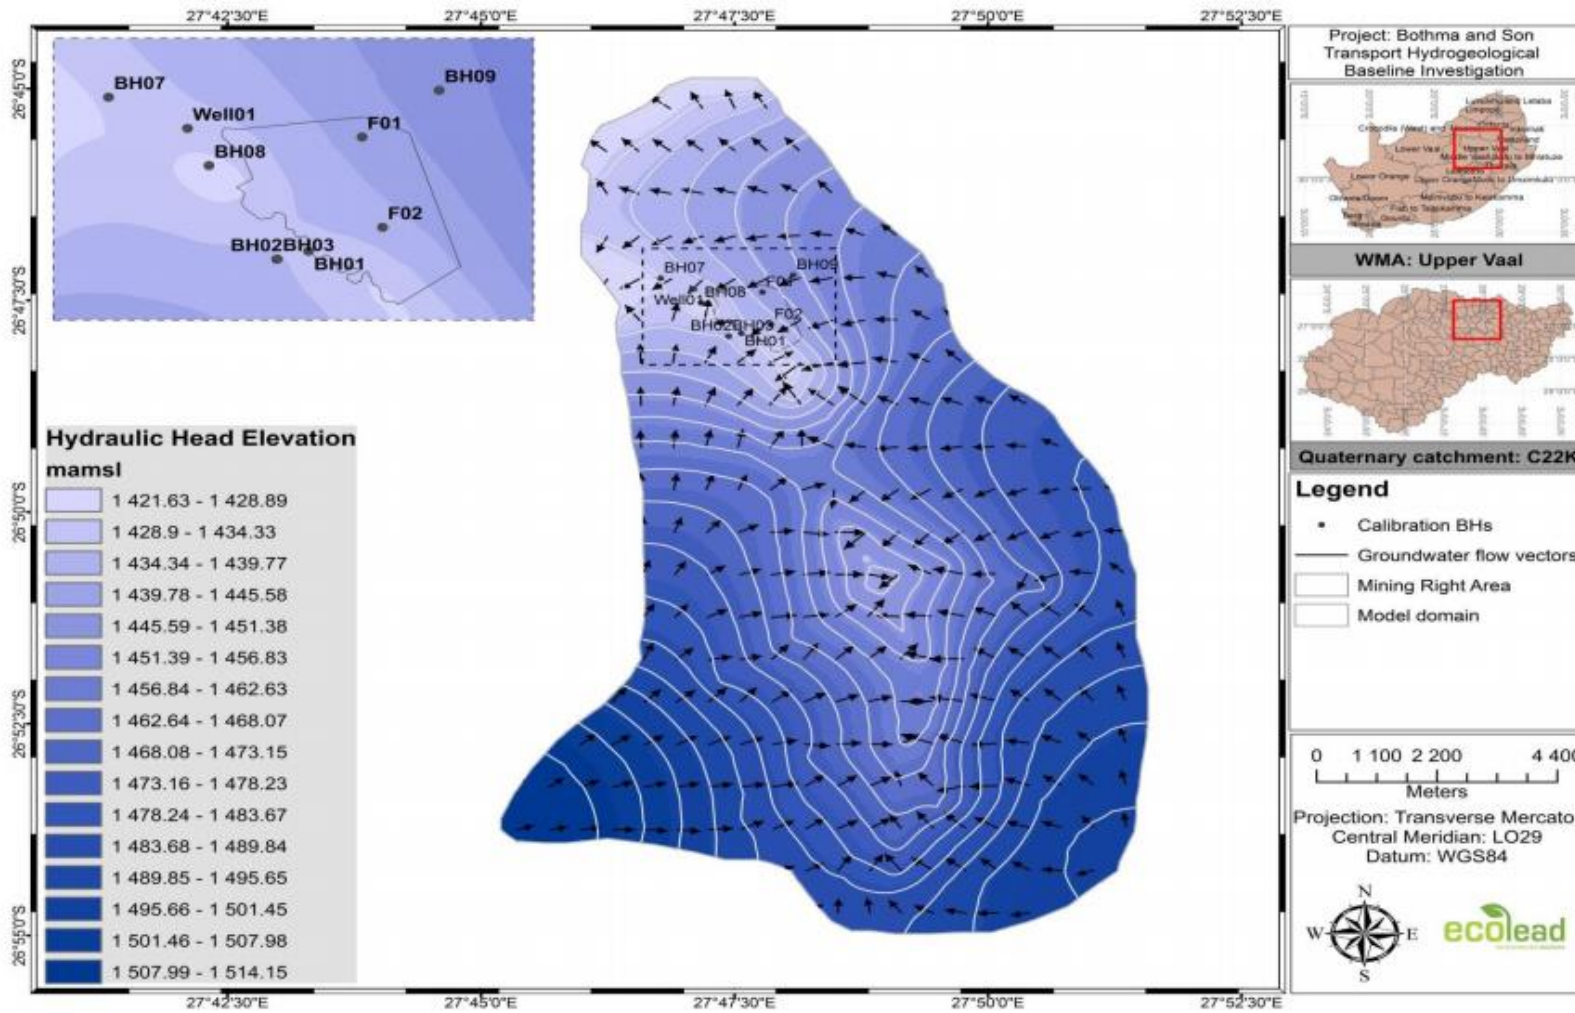 27°42'30"E 27°45'0"E 27°47'30"E 27°50'0"E 27°52'30"E
26°45'0"S
26°47'30"S
26°50'0"S
26°52'30"S
26°55'0"S
BH07
BH09
Well01
F01
BH08
F02
BH02BH03
BH01
BH07
BH09
F01
BH08
Well01
F02
BH02BH03
BH01
Hydraulic Head Elevation
mamsl
1 421.63 - 1 428.89
1 428.9 - 1 434.33
1 434.34 - 1 439.77
1 439.78 - 1 445.58
1 445.59 - 1 451.38
1 451.39 - 1 456.83
1 456.84 - 1 462.63
1 462.64 - 1 468.07
1 468.08 - 1 473.15
1 473.16 - 1 478.23
1 478.24 - 1 483.67
1 483.68 - 1 489.84
1 489.85 - 1 495.65
1 495.66 - 1 501.45
1 501.46 - 1 507.98
1 507.99 - 1 514.15
27°42'30"E 27°45'0"E 27°47'30"E 27°50'0"E 27°52'30"E
Project: Bothma and Son
Transport Hydrogeological
Baseline Investigation
Crocodile (West) and
Lower Vaal
Upper Vaal
Lower Orange
WMA: Upper Vaal
Quaternary catchment: C22K
Legend
Calibration BHs
Groundwater flow vectors
Mining Right Area
Model domain
0 1 100 2 200 4 400
Meters
Projection: Transverse Mercato
Central Meridian: LO29
Datum: WGS84
N
W E
S
ecolead